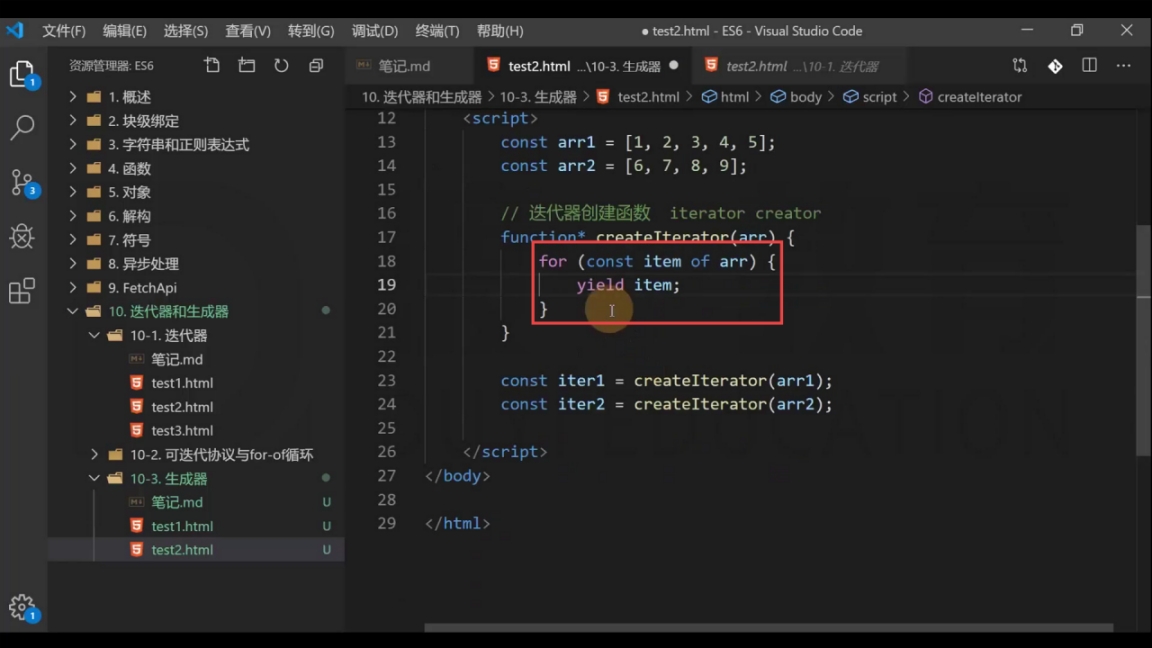 文件(F) 编辑(E) 选择(S) 查看(V) 转到(G) 调试(D) 终端(T) 帮助(H) ● test2.html - ES6 - Visual Studio Code
资源管理器: ES6
笔记.md test2.html ...\10-3. 生成器 ● test2.html ...\10-1. 迭代器
10. 迭代器和生成器 > 10-3. 生成器 > test2.html > html > body > script > createIterator
1. 概述
2. 块级绑定
3. 字符串和正则表达式
4. 函数
5. 对象
6. 解构
7. 符号
8. 异步处理
9. FetchApi
10. 迭代器和生成器
10-1. 迭代器
笔记.md
test1.html
test2.html
test3.html
10-2. 可迭代协议与for-of循环
10-3. 生成器
笔记.md U
test1.html U
test2.html U
1
3
1
12 <script>
13 const arr1 = [1, 2, 3, 4, 5];
14 const arr2 = [6, 7, 8, 9];
15
16 // 迭代器创建函数 iterator creator
17 function* createIterator(arr) {
18 for (const item of arr) {
19 yield item;
20 }
21 }
22
23 const iter1 = createIterator(arr1);
24 const iter2 = createIterator(arr2);
25
26 </script>
27 </body>
28
29 </html>